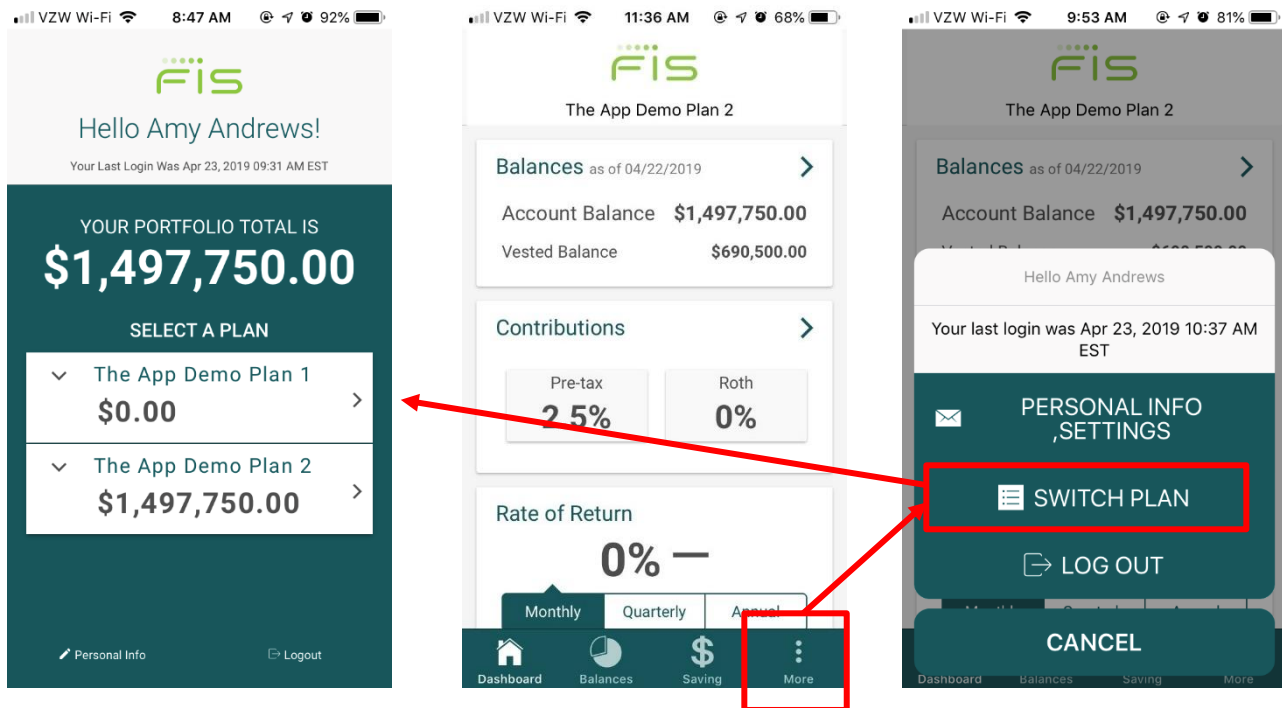 VZW Wi-Fi 8:47 AM 92%
FIS
Hello Amy Andrews!
Your Last Login Was Apr 23, 2019 09:31 AM EST
YOUR PORTFOLIO TOTAL IS
$1,497,750.00
SELECT A PLAN
The App Demo Plan 1
$0.00
The App Demo Plan 2
$1,497,750.00
Personal Info Logout
VZW Wi-Fi 11:36 AM 68%
FIS
The App Demo Plan 2
Balances as of 04/22/2019
Account Balance $1,497,750.00
Vested Balance $690,500.00
Contributions
Pre-tax Roth
2.5% 0%
Rate of Return
0% —
Monthly Quarterly Annual
$
Dashboard Balances Saving More
VZW Wi-Fi 9:53 AM 81%
FIS
The App Demo Plan 2
Balances as of 04/22/2019
Account Balance $1,497,750.00
Hello Amy Andrews
Your last login was Apr 23, 2019 10:37 AM
EST
PERSONAL INFO
,SETTINGS
SWITCH PLAN
LOG OUT
CANCEL
Dashboard Balances Saving More